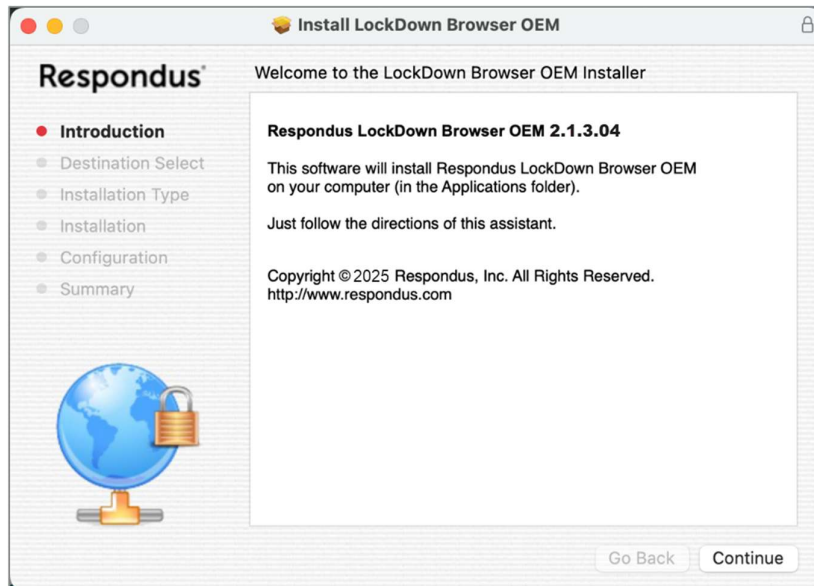 Install LockDown Browser OEM
Respondus
Welcome to the LockDown Browser OEM Installer
Introduction
Destination Select
Installation Type
Installation
Configuration
Summary
Respondus LockDown Browser OEM 2.1.3.04
This software will install Respondus LockDown Browser OEM
on your computer (in the Applications folder).
Just follow the directions of this assistant.
Copyright © 2025 Respondus, Inc. All Rights Reserved.
http://www.respondus.com
Go Back
Continue